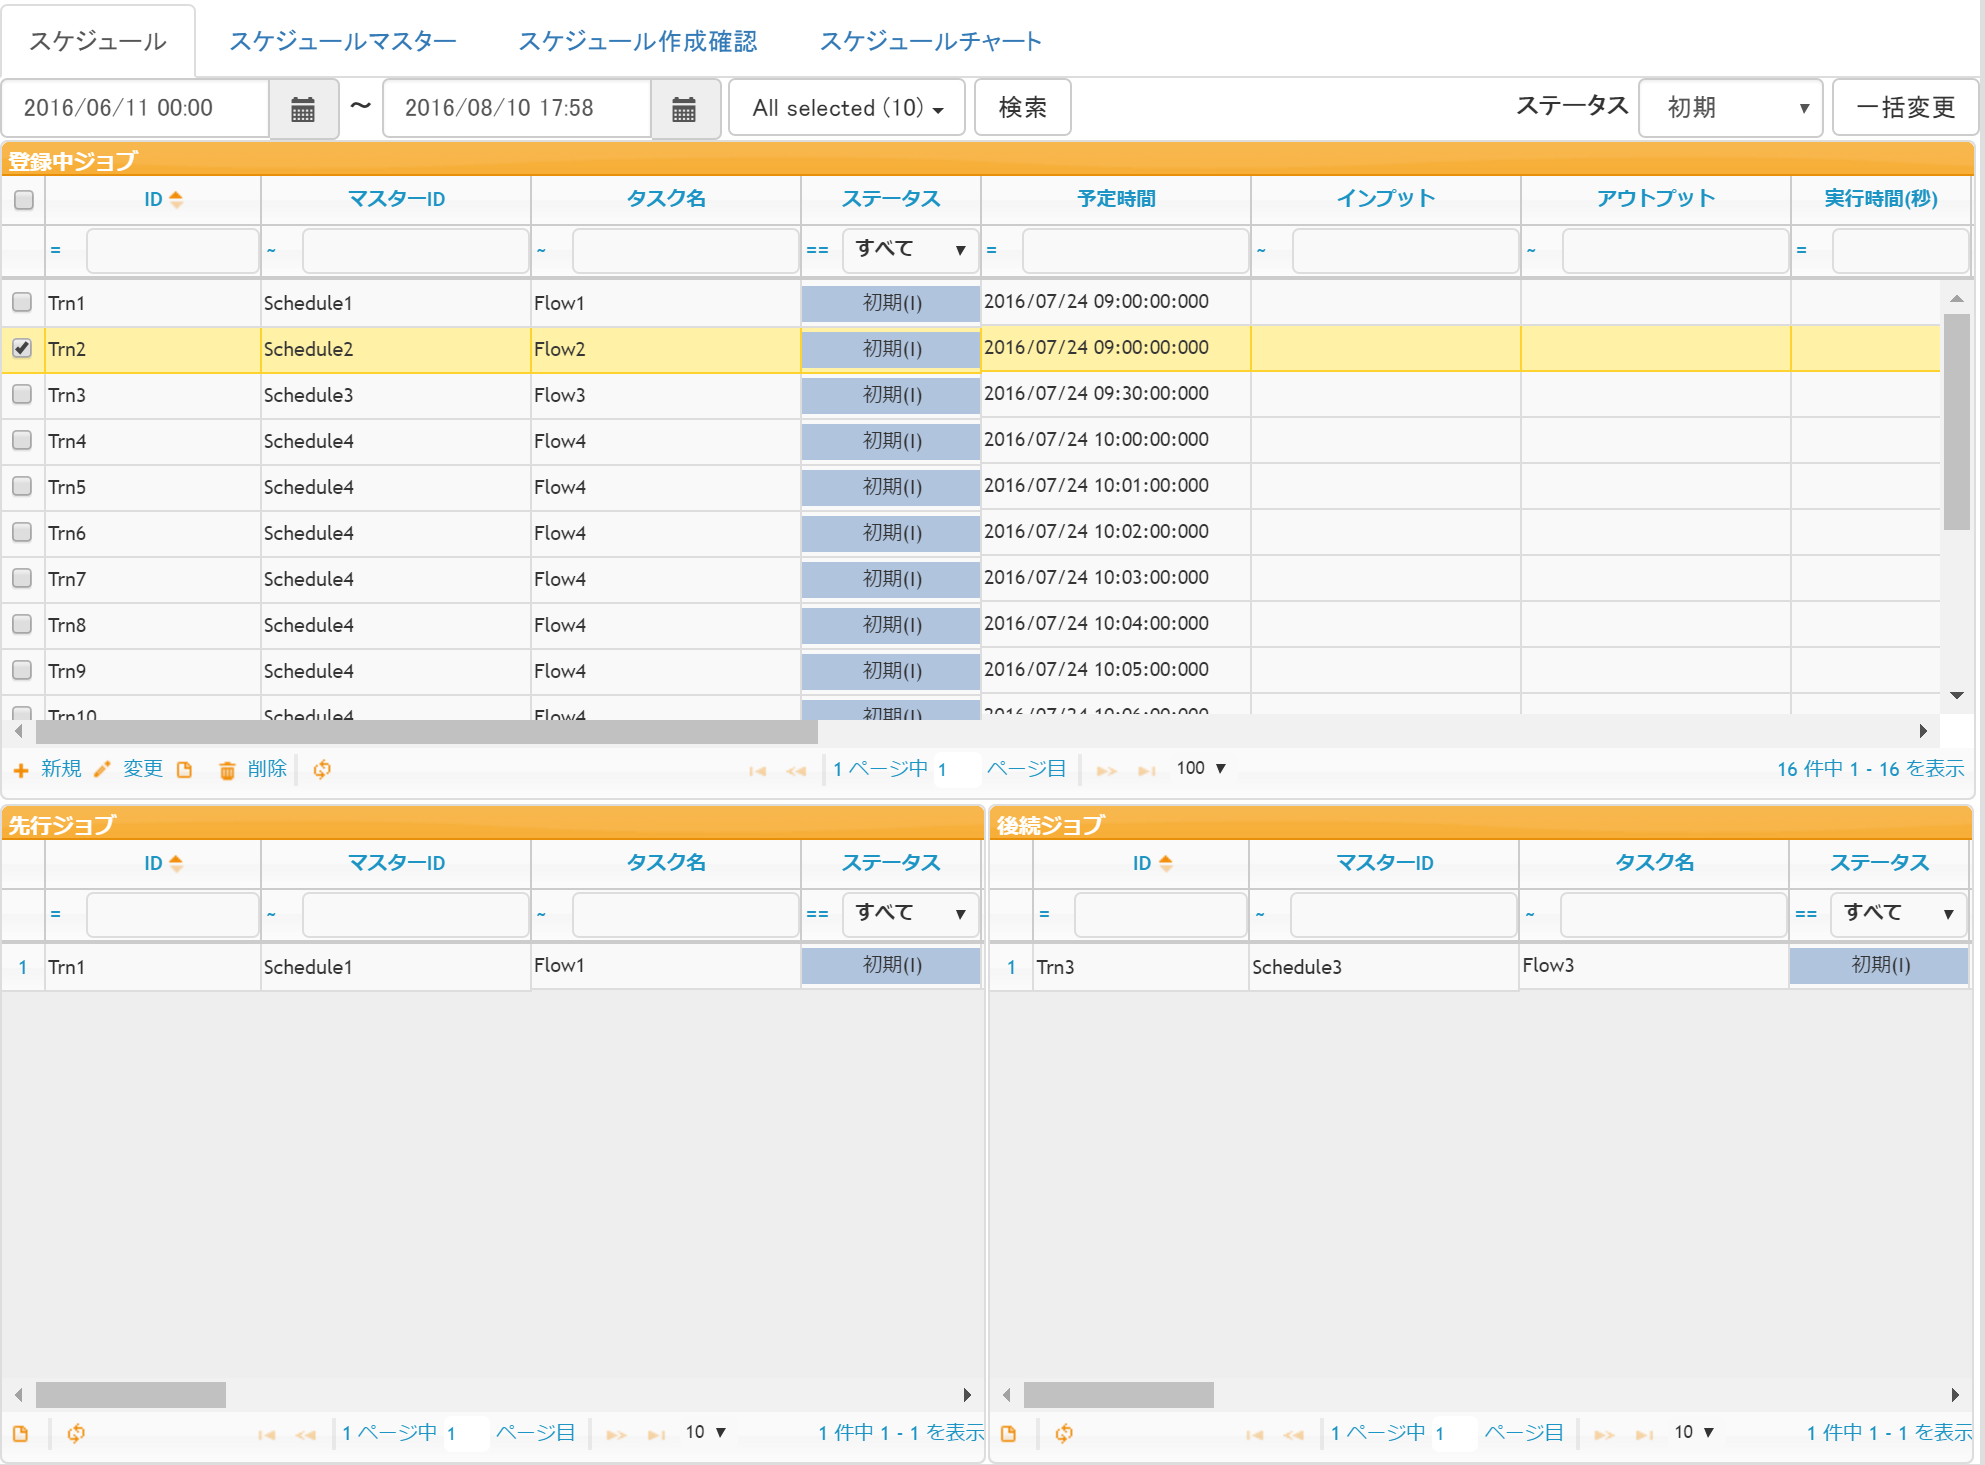 スケジュール スケジュールマスター スケジュール作成確認 スケジュールチャート
2016/06/11 00:00 ～ 2016/08/10 17:58 All selected (10) 検索 ステータス 初期 一括変更
登録中ジョブ
ID マスターID タスク名 ステータス 予定時間 インプット アウトプット 実行時間(秒)
= ~ ~ == すべて = ~ ~ =
Trn1 Schedule1 Flow1 初期(I) 2016/07/24 09:00:00:000
Trn2 Schedule2 Flow2 初期(I) 2016/07/24 09:00:00:000
Trn3 Schedule3 Flow3 初期(I) 2016/07/24 09:30:00:000
Trn4 Schedule4 Flow4 初期(I) 2016/07/24 10:00:00:000
Trn5 Schedule4 Flow4 初期(I) 2016/07/24 10:01:00:000
Trn6 Schedule4 Flow4 初期(I) 2016/07/24 10:02:00:000
Trn7 Schedule4 Flow4 初期(I) 2016/07/24 10:03:00:000
Trn8 Schedule4 Flow4 初期(I) 2016/07/24 10:04:00:000
Trn9 Schedule4 Flow4 初期(I) 2016/07/24 10:05:00:000
Trn10 Schedule4 Flow4 初期(I) 2016/07/24 10:06:00:000
新規 変更 削除 1 ページ中 1 ページ目 100 16 件中 1 - 16 を表示
先行ジョブ
ID マスターID タスク名 ステータス
= ~ ~ == すべて
1 Trn1 Schedule1 Flow1 初期(I)
1 ページ中 1 ページ目 10 1 件中 1 - 1 を表示
後続ジョブ
ID マスターID タスク名 ステータス
= ~ ~ == すべて
1 Trn3 Schedule3 Flow3 初期(I)
1 ページ中 1 ページ目 10 1 件中 1 - 1 を表示